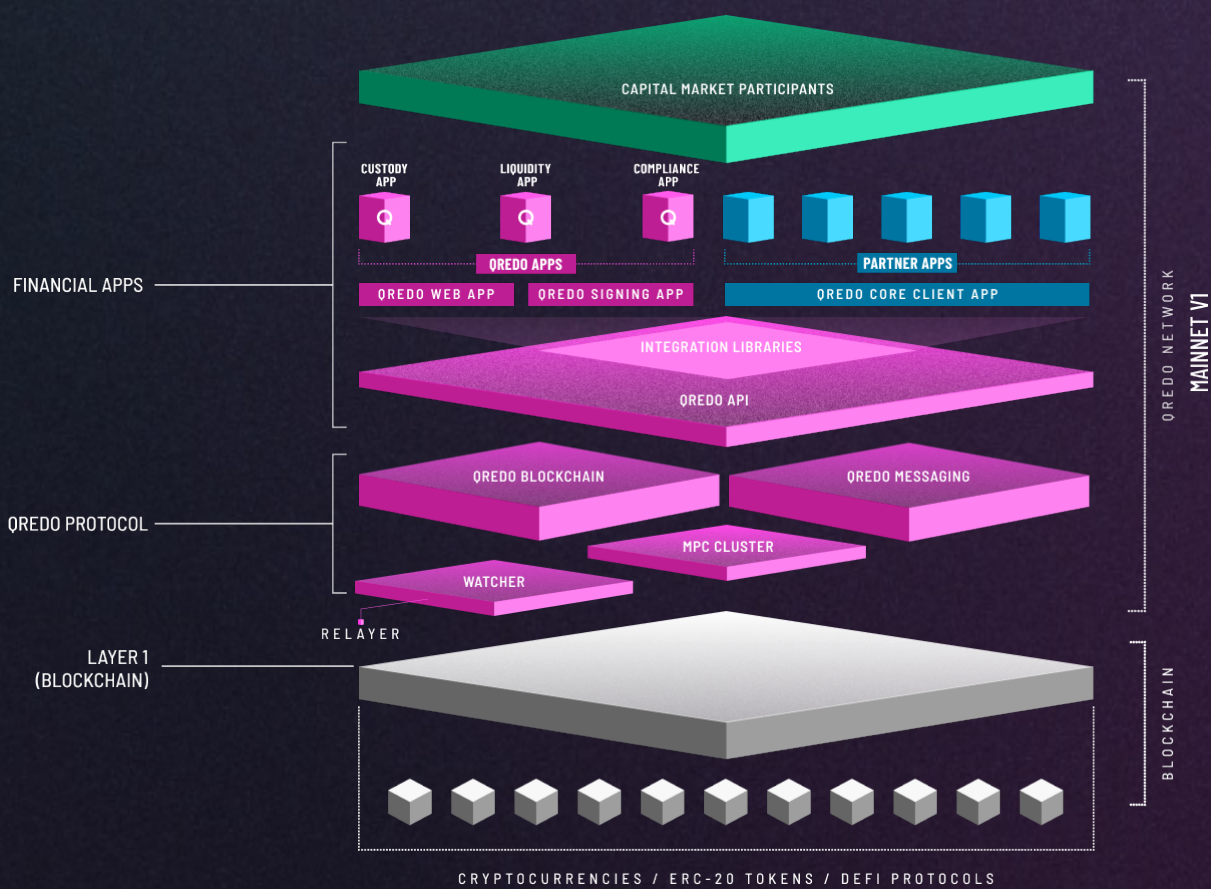 CAPITAL MARKET PARTICIPANTS
CUSTODY
APP
LIQUIDITY
APP
COMPLIANCE
APP
Q
Q
Q
QREDO APPS
PARTNER APPS
QREDO WEB APP
QREDO SIGNING APP
QREDO CORE CLIENT APP
FINANCIAL APPS
INTEGRATION LIBRARIES
QREDO API
QREDO NETWORK
MAINNET V1
QREDO BLOCKCHAIN
QREDO MESSAGING
QREDO PROTOCOL
MPC CLUSTER
WATCHER
RELAYER
LAYER 1
(BLOCKCHAIN)
BLOCKCHAIN
CRYPTOCURRENCIES / ERC-20 TOKENS / DEFI PROTOCOLS